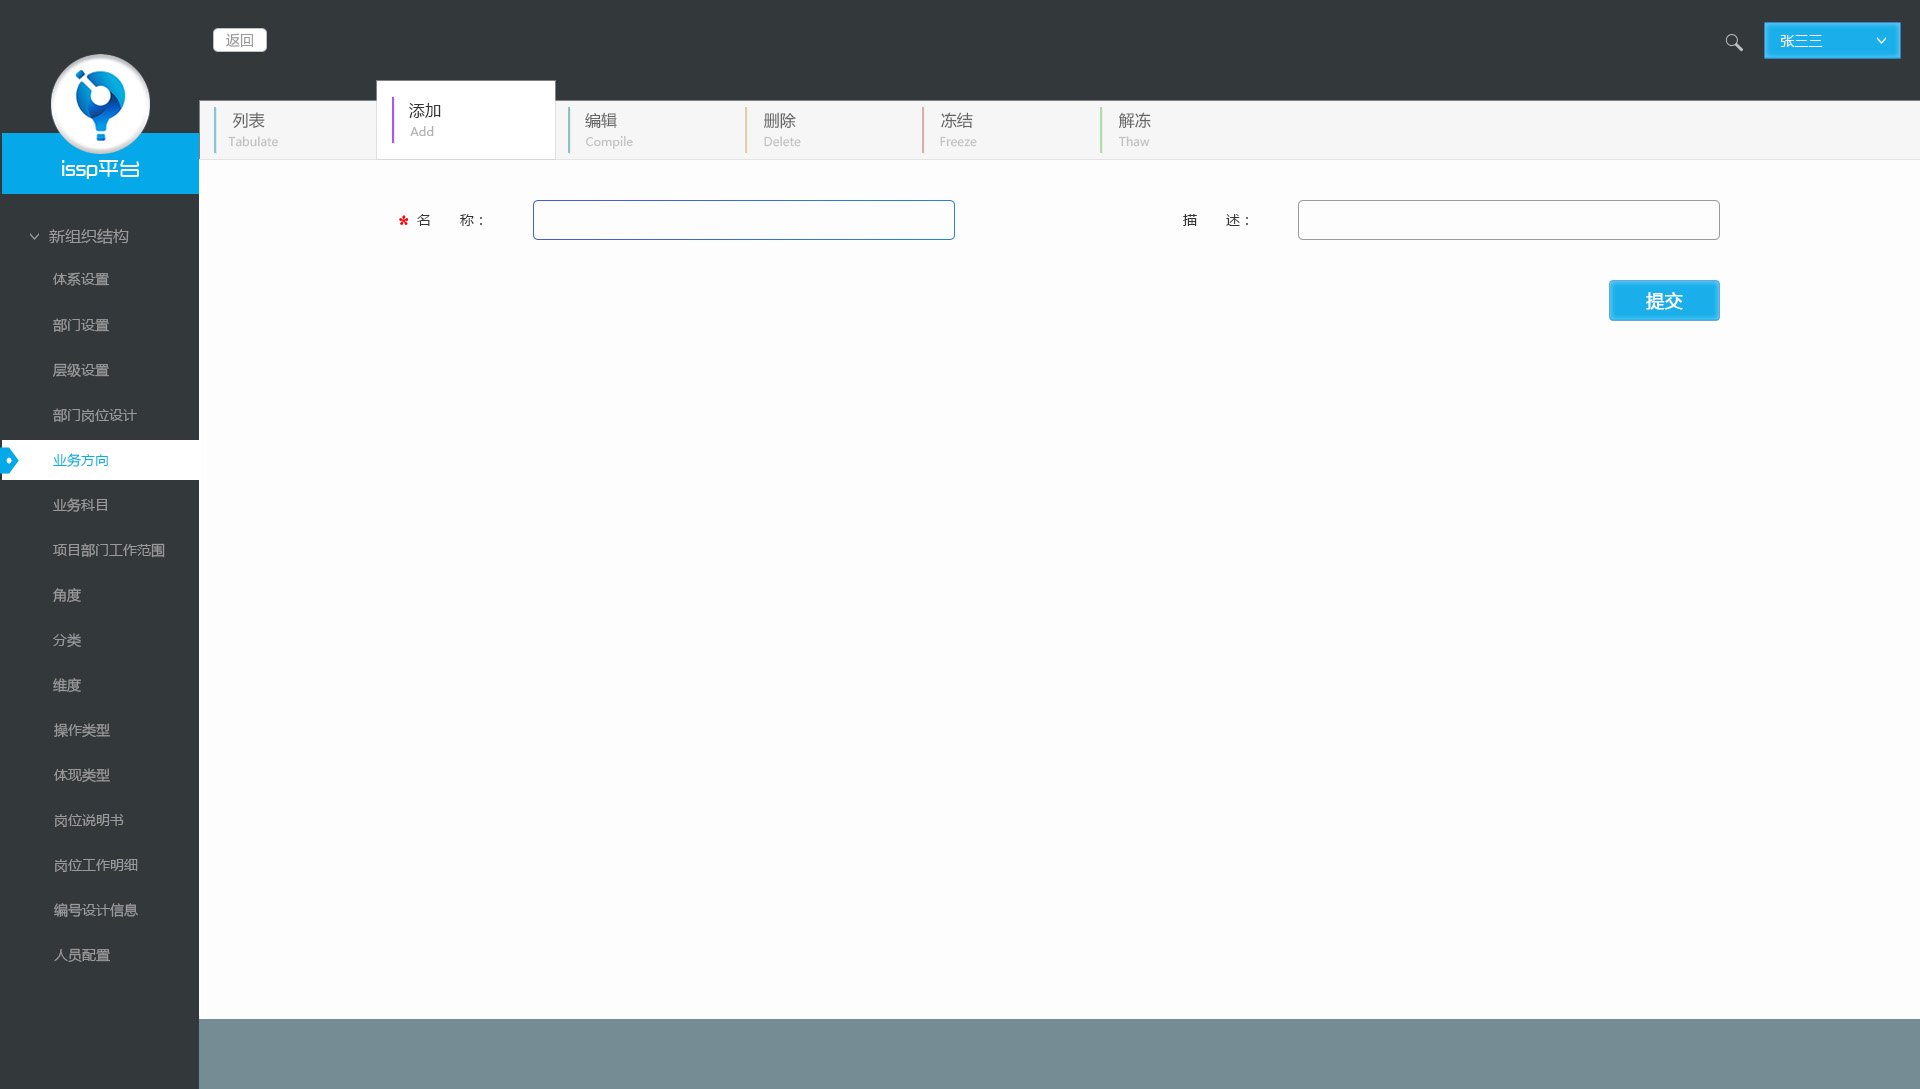 返回
张三三
issp平台
列表
Tabulate
添加
Add
编辑
Compile
删除
Delete
冻结
Freeze
解冻
Thaw
* 名 称：
描 述：
提交
新组织结构
体系设置
部门设置
层级设置
部门岗位设计
业务方向
业务科目
项目部门工作范围
角度
分类
维度
操作类型
体现类型
岗位说明书
岗位工作明细
编号设计信息
人员配置